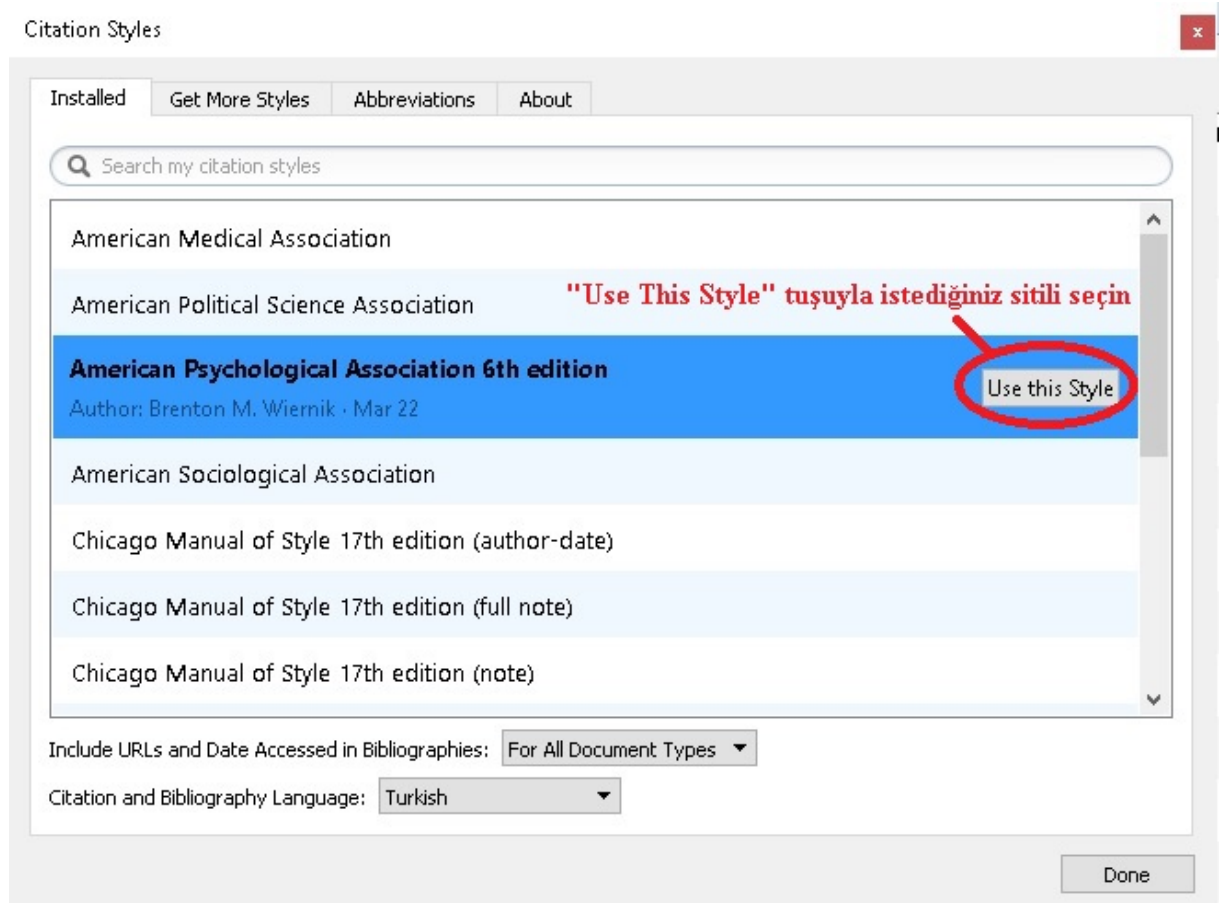 Citation Styles
x
Installed Get More Styles Abbreviations About
Search my citation styles
American Medical Association
American Political Science Association
"Use This Style" tuşuyla istediğiniz sitili seçin
American Psychological Association 6th edition
Author: Brenton M. Wiernik · Mar 22
Use this Style
American Sociological Association
Chicago Manual of Style 17th edition (author-date)
Chicago Manual of Style 17th edition (full note)
Chicago Manual of Style 17th edition (note)
Include URLs and Date Accessed in Bibliographies: For All Document Types
Citation and Bibliography Language: Turkish
Done